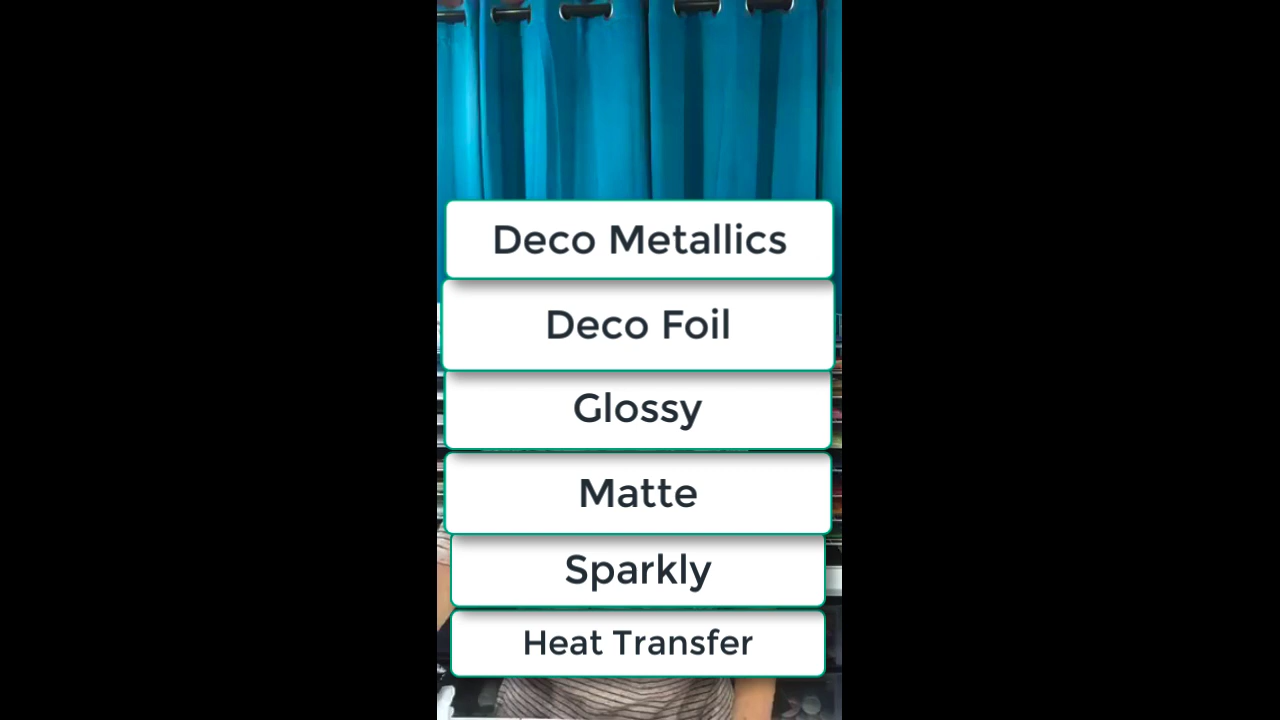 Deco Metallics
Deco Foil
Glossy
Matte
Sparkly
Heat Transfer